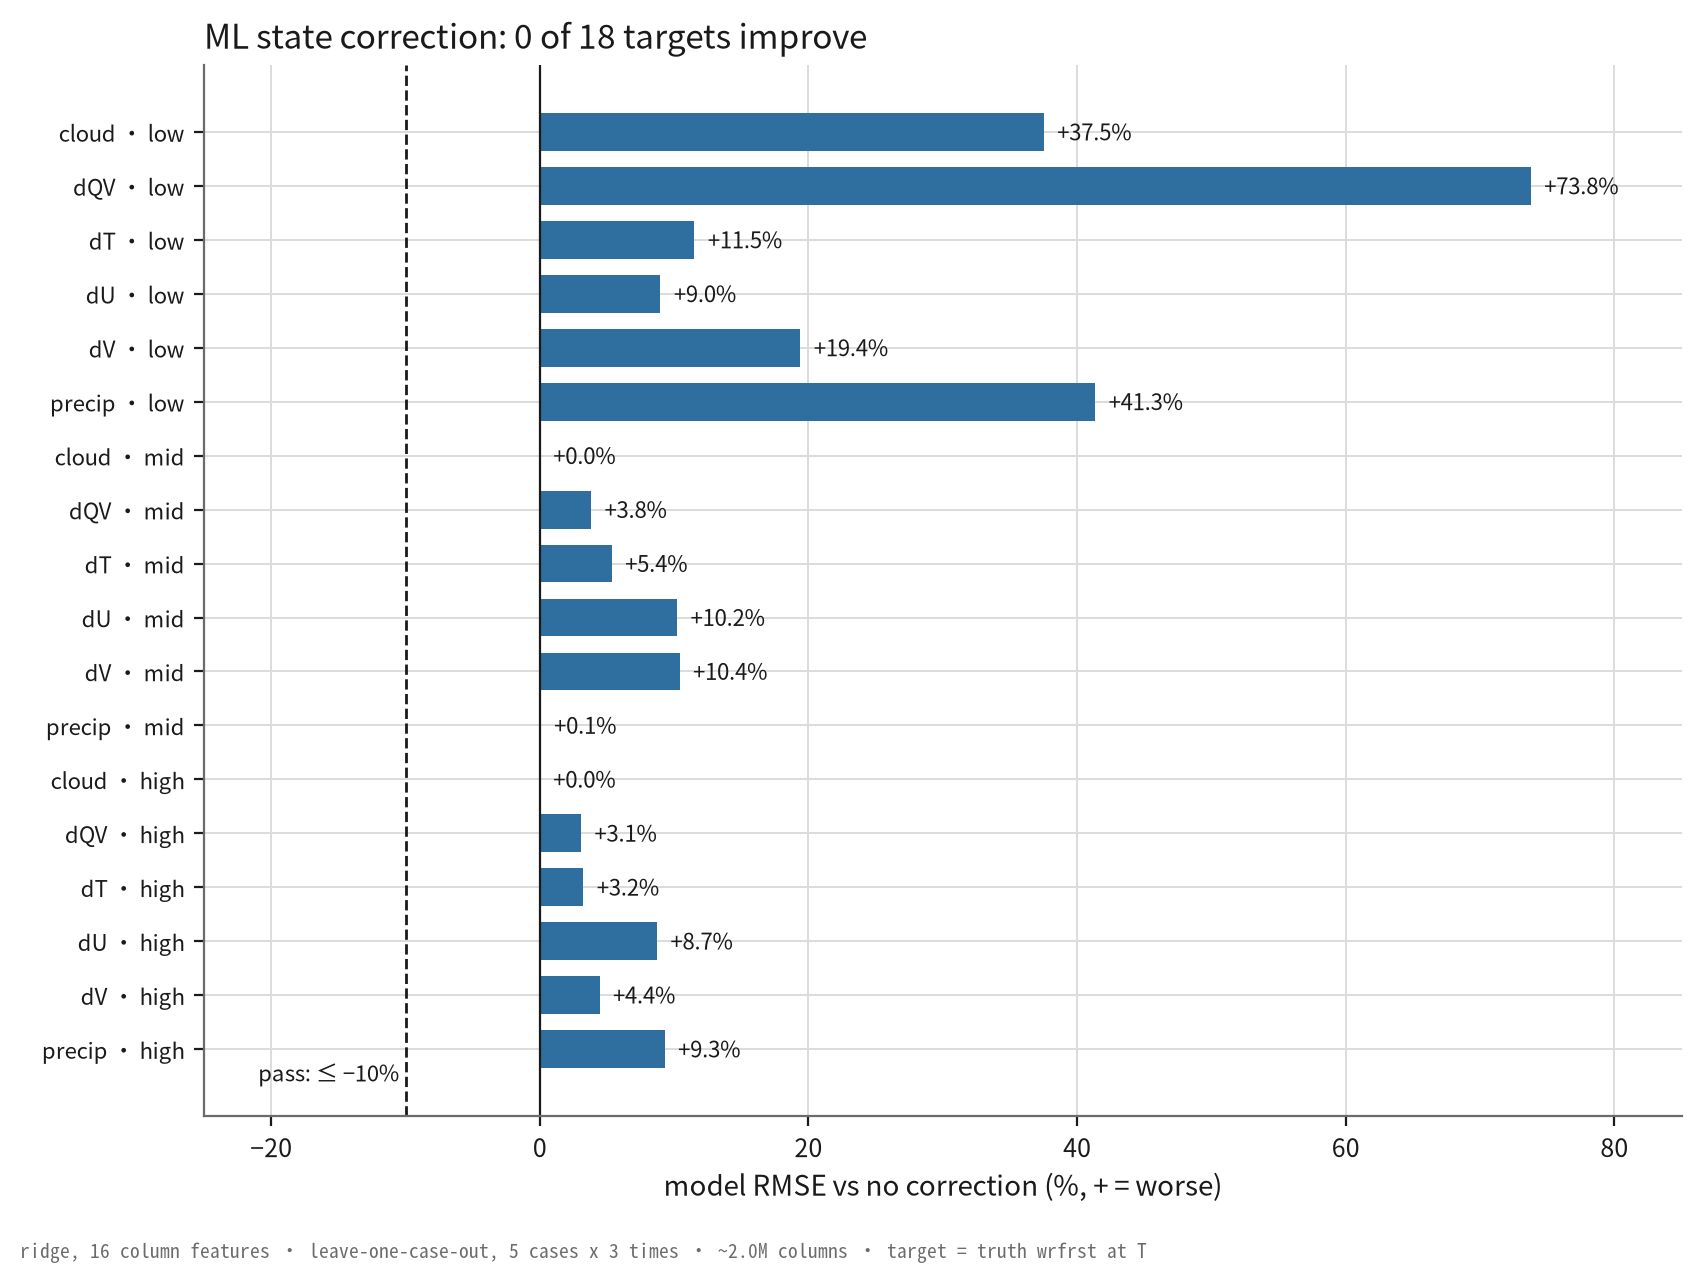 ML state correction: 0 of 18 targets improve
cloud • low +37.5%
dQV • low +73.8%
dT • low +11.5%
dU • low +9.0%
dV • low +19.4%
precip • low +41.3%
cloud • mid +0.0%
dQV • mid +3.8%
dT • mid +5.4%
dU • mid +10.2%
dV • mid +10.4%
precip • mid +0.1%
cloud • high +0.0%
dQV • high +3.1%
dT • high +3.2%
dU • high +8.7%
dV • high +4.4%
precip • high +9.3%
pass: ≤ −10%
−20 0 20 40 60 80
model RMSE vs no correction (%, + = worse)
ridge, 16 column features • leave-one-case-out, 5 cases x 3 times • ~2.0M columns • target = truth wrfrst at T